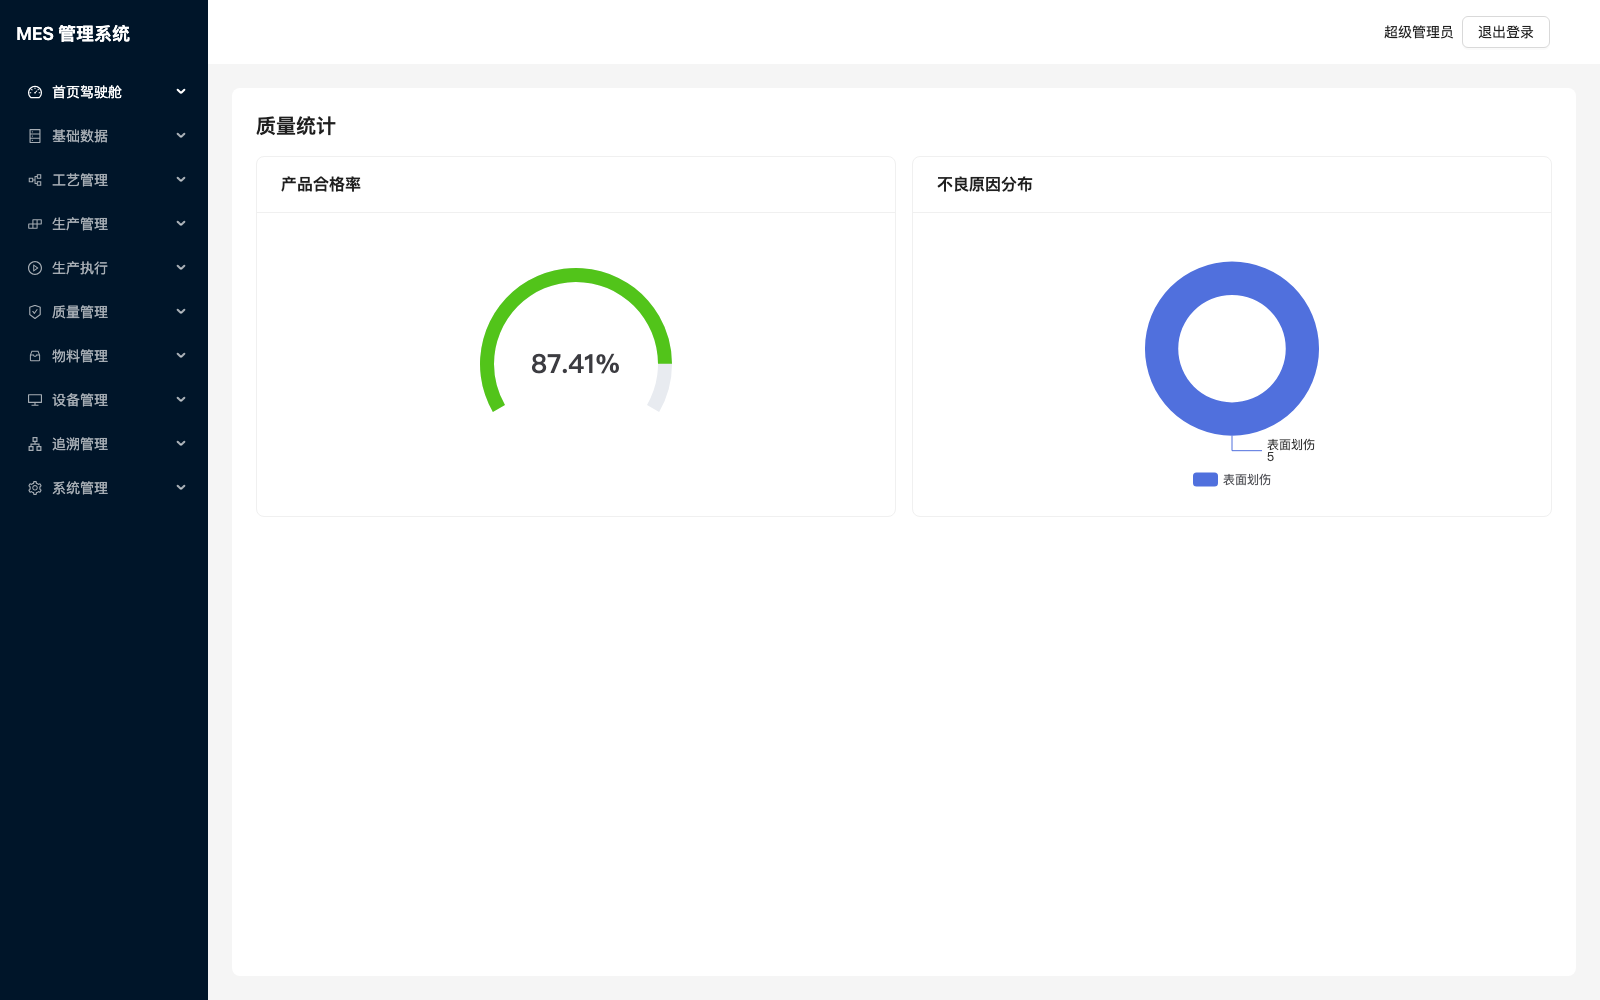 MES 管理系统
首页驾驶舱
基础数据
工艺管理
生产管理
生产执行
质量管理
物料管理
设备管理
追溯管理
系统管理
超级管理员
退出登录
质量统计
产品合格率
87.41%
不良原因分布
表面划伤
5
表面划伤